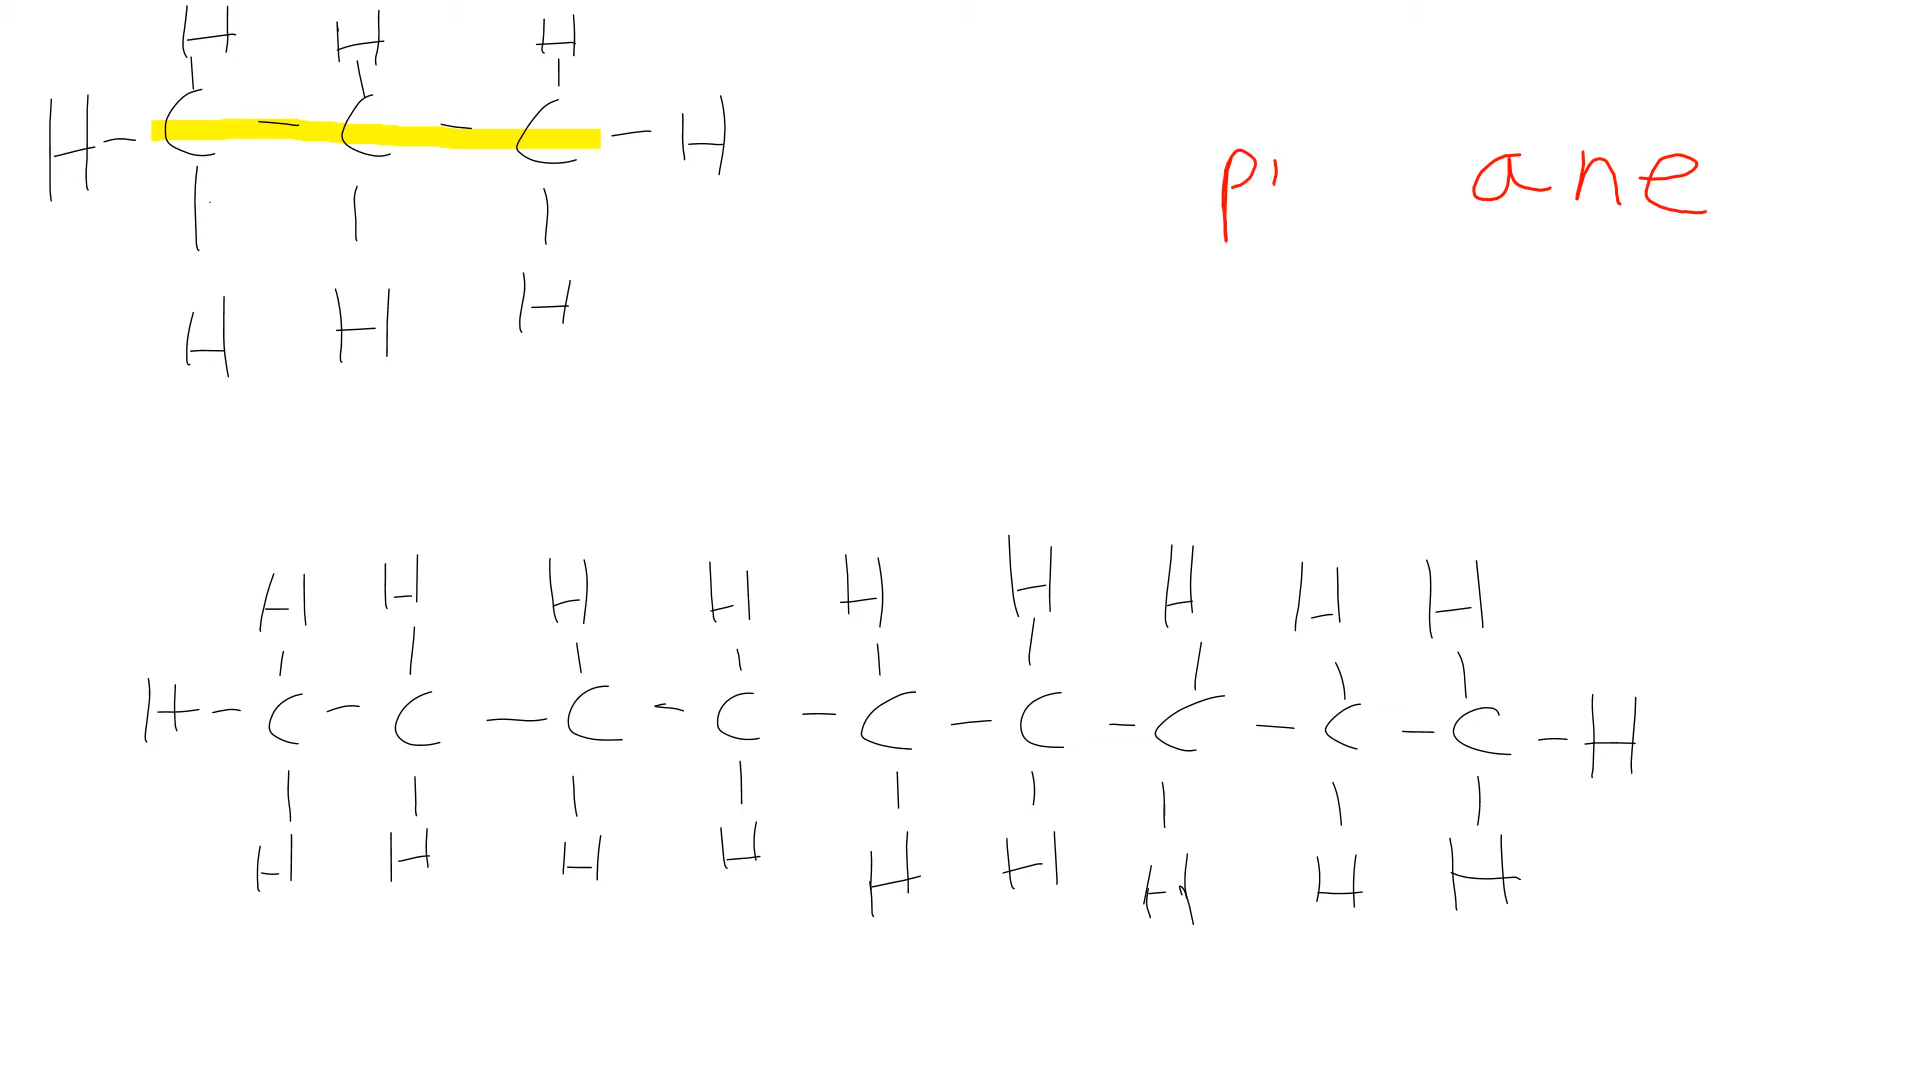 H H H
H - C - C - C - H
H H H
p ane
H H H H H H H H H
H - C - C - C - C - C - C - C - C - C - H
H H H H H H H H H